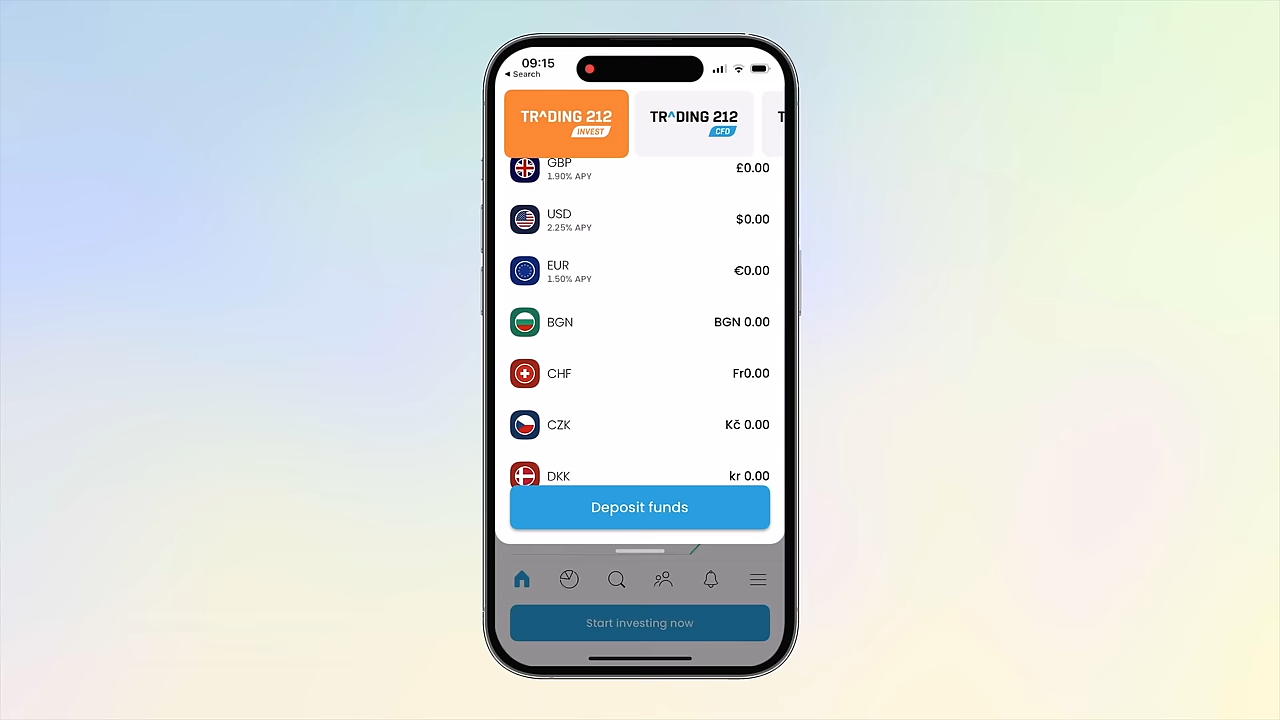 09:15
◀ Search
TR^DING 212
INVEST
TR^DING 212
CFD
T
GBP
£0.00
1.90% APY
USD
$0.00
2.25% APY
EUR
€0.00
1.50% APY
BGN
BGN 0.00
CHF
Fr0.00
CZK
Kč 0.00
DKK
kr 0.00
Deposit funds
Start investing now